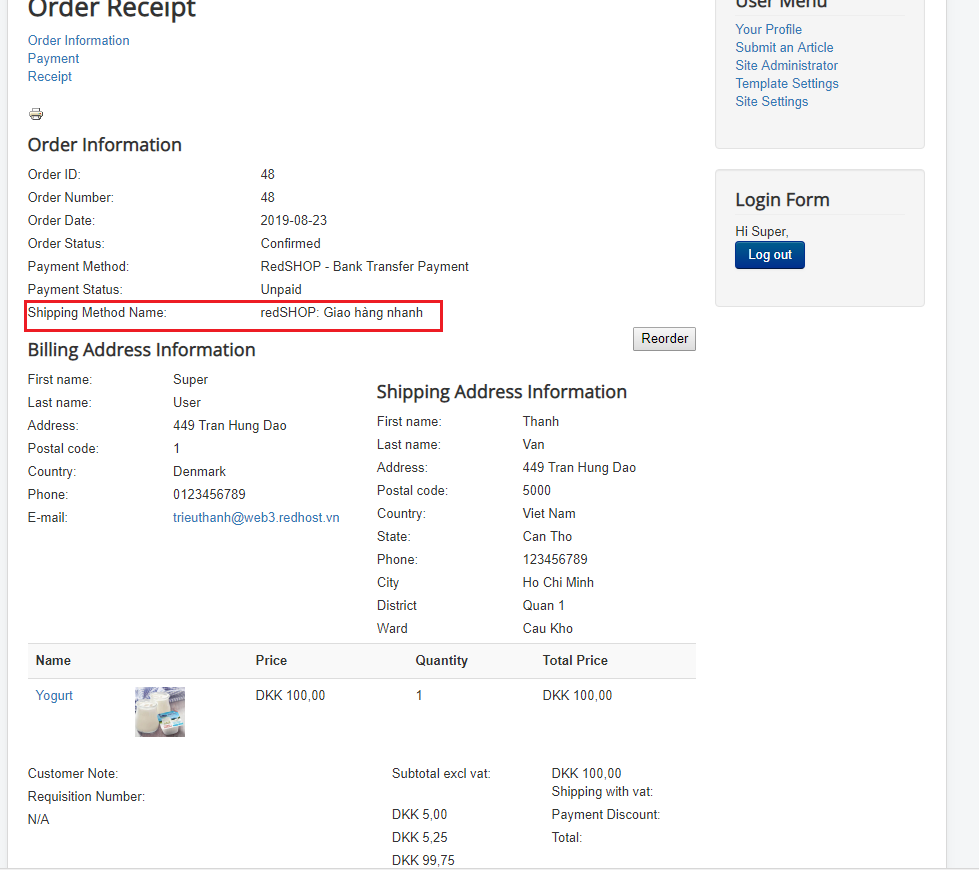 Order Receipt
Order Information
Payment
Receipt
Order Information
Order ID: 48
Order Number: 48
Order Date: 2019-08-23
Order Status: Confirmed
Payment Method: RedSHOP - Bank Transfer Payment
Payment Status: Unpaid
Shipping Method Name: redSHOP: Giao hàng nhanh
Reorder
Billing Address Information
First name: Super
Last name: User
Address: 449 Tran Hung Dao
Postal code: 1
Country: Denmark
Phone: 0123456789
E-mail: trieuthanh@web3.redhost.vn
Shipping Address Information
First name: Thanh
Last name: Van
Address: 449 Tran Hung Dao
Postal code: 5000
Country: Viet Nam
State: Can Tho
Phone: 123456789
City Ho Chi Minh
District Quan 1
Ward Cau Kho
Name Price Quantity Total Price
Yogurt DKK 100,00 1 DKK 100,00
Customer Note:
Requisition Number:
N/A
Subtotal excl vat: DKK 100,00
Shipping with vat:
DKK 5,00 Payment Discount:
DKK 5,25 Total:
DKK 99,75
User Menu
Your Profile
Submit an Article
Site Administrator
Template Settings
Site Settings
Login Form
Hi Super,
Log out